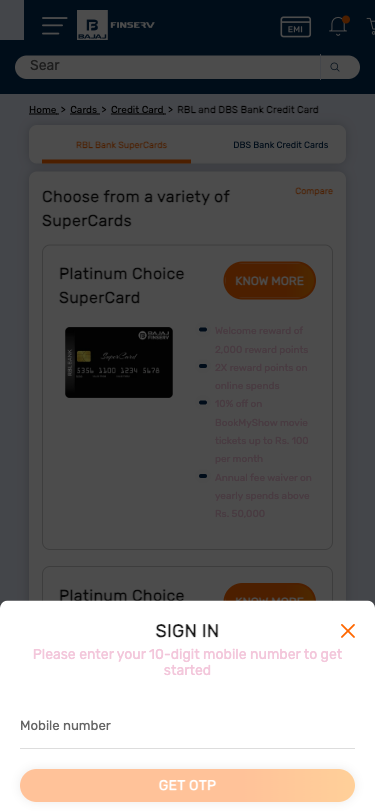 BAJAJ FINSERV
EMI
Sear
Home > Cards > Credit Card > RBL and DBS Bank Credit Card
RBL Bank SuperCards
DBS Bank Credit Cards
Choose from a variety of
SuperCards
Compare
Platinum Choice
SuperCard
KNOW MORE
BAJAJ
FINSERV
RBLBANK
SuperCard
5356 1100 1234 5678
Welcome reward of
2,000 reward points
2X reward points on
online spends
10% off on
BookMyShow movie
tickets up to Rs. 100
per month
Annual fee waiver on
yearly spends above
Rs. 50,000
Platinum Choice
KNOW MORE
SIGN IN
Please enter your 10-digit mobile number to get
started
Mobile number
GET OTP